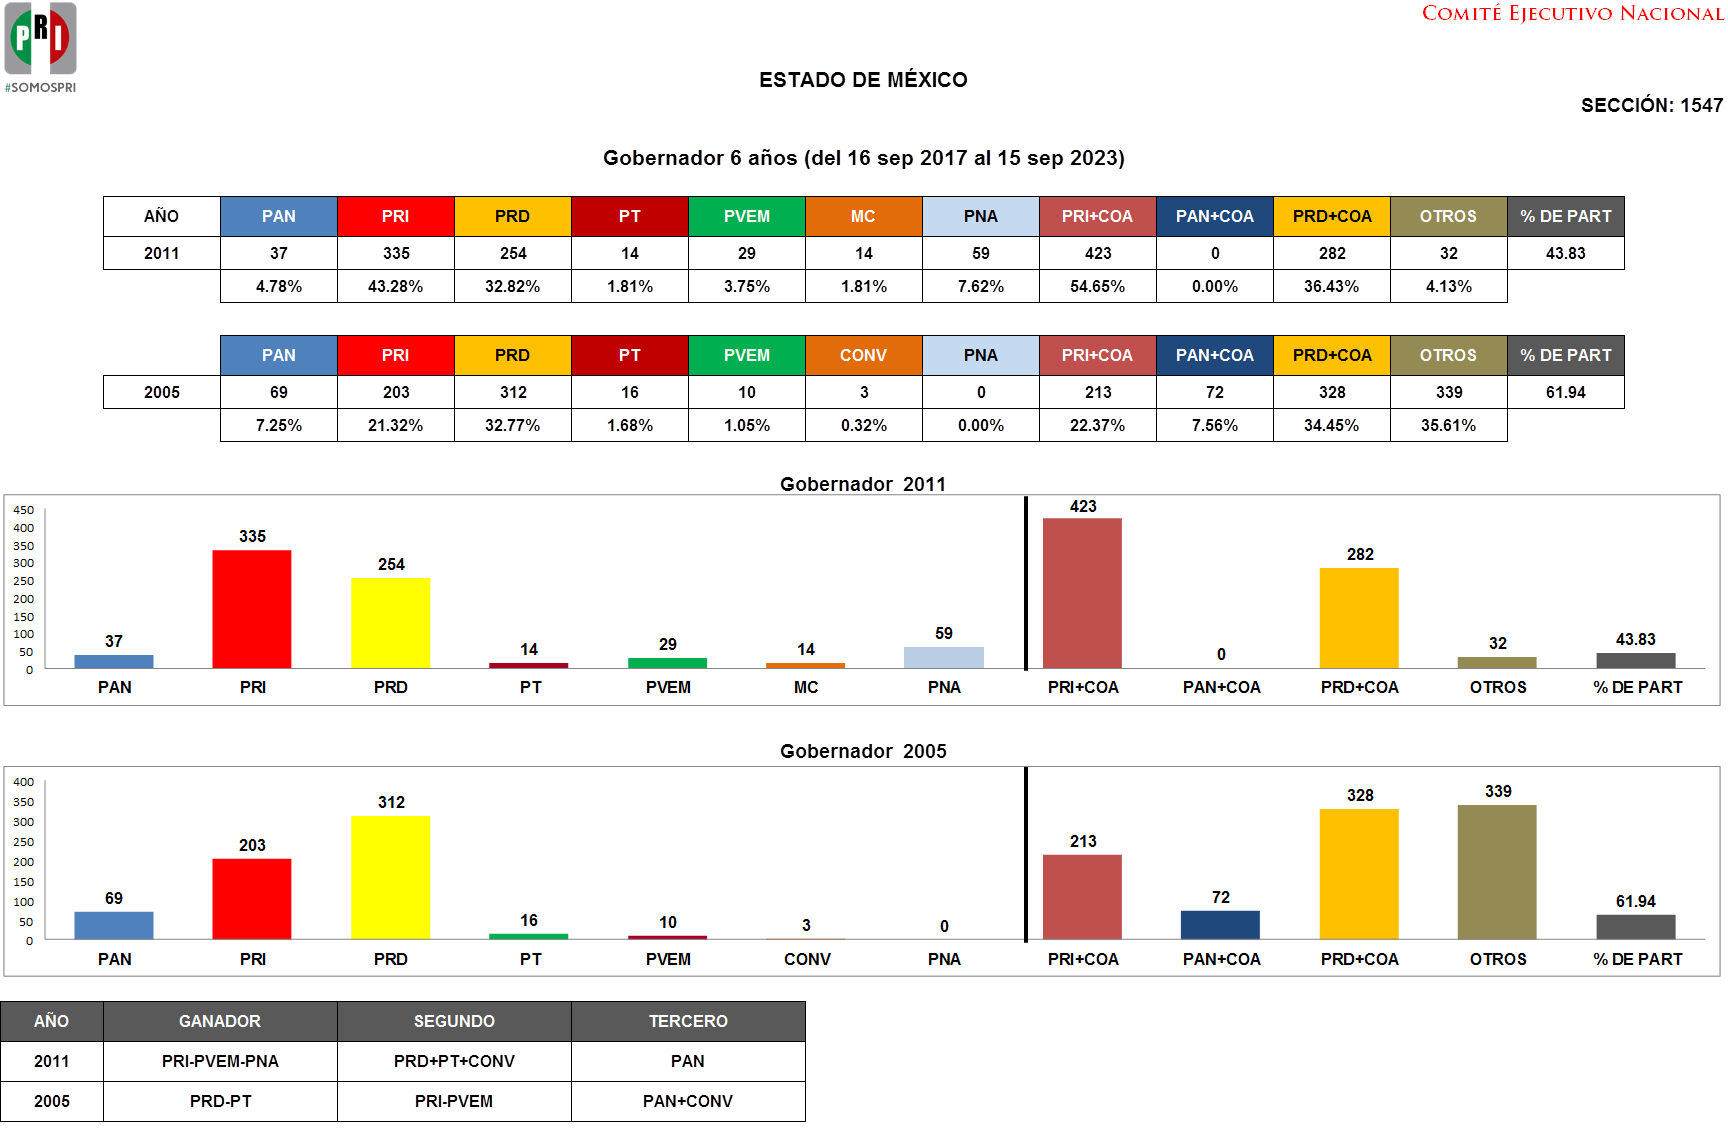 PRI
#SOMOSPRI
COMITÉ EJECUTIVO NACIONAL
ESTADO DE MÉXICO
SECCIÓN: 1547
Gobernador 6 años (del 16 sep 2017 al 15 sep 2023)
AÑO PAN PRI PRD PT PVEM MC PNA PRI+COA PAN+COA PRD+COA OTROS % DE PART
2011 37 335 254 14 29 14 59 423 0 282 32 43.83
4.78% 43.28% 32.82% 1.81% 3.75% 1.81% 7.62% 54.65% 0.00% 36.43% 4.13%
PAN PRI PRD PT PVEM CONV PNA PRI+COA PAN+COA PRD+COA OTROS % DE PART
2005 69 203 312 16 10 3 0 213 72 328 339 61.94
7.25% 21.32% 32.77% 1.68% 1.05% 0.32% 0.00% 22.37% 7.56% 34.45% 35.61%
Gobernador 2011
450
400
350
300
250
200
150
100
50
0
37 335 254 14 29 14 59 423 0 282 32 43.83
PAN PRI PRD PT PVEM MC PNA PRI+COA PAN+COA PRD+COA OTROS % DE PART
Gobernador 2005
400
350
300
250
200
150
100
50
0
69 203 312 16 10 3 0 213 72 328 339 61.94
PAN PRI PRD PT PVEM CONV PNA PRI+COA PAN+COA PRD+COA OTROS % DE PART
AÑO GANADOR SEGUNDO TERCERO
2011 PRI-PVEM-PNA PRD+PT+CONV PAN
2005 PRD-PT PRI-PVEM PAN+CONV